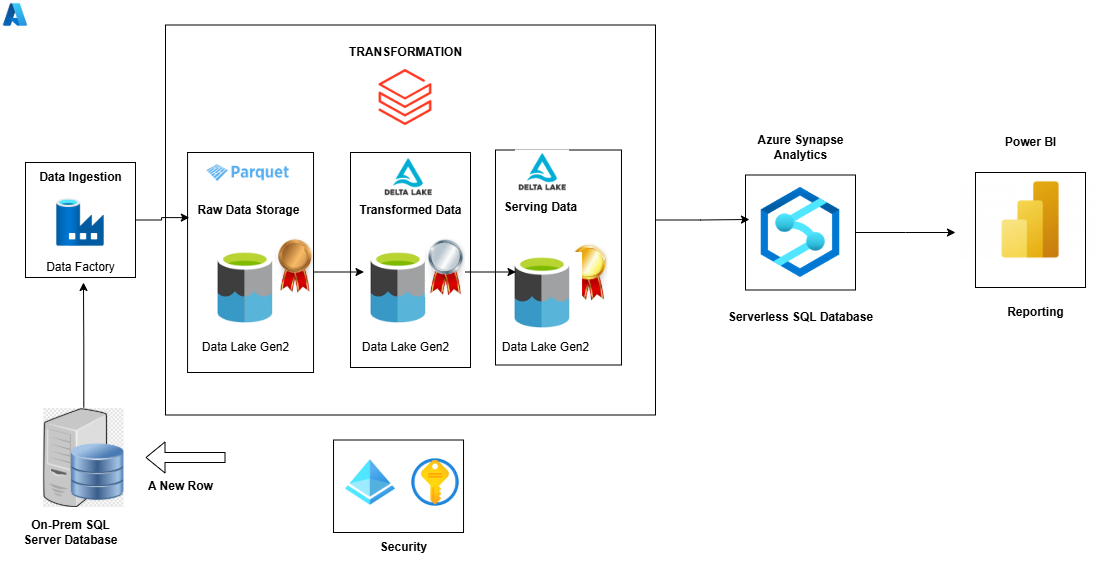 TRANSFORMATION
Data Ingestion
Data Factory
Parquet
Raw Data Storage
Data Lake Gen2
DELTA LAKE
Transformed Data
Data Lake Gen2
DELTA LAKE
Serving Data
Data Lake Gen2
Azure Synapse
Analytics
Serverless SQL Database
Power BI
Reporting
A New Row
On-Prem SQL
Server Database
Security